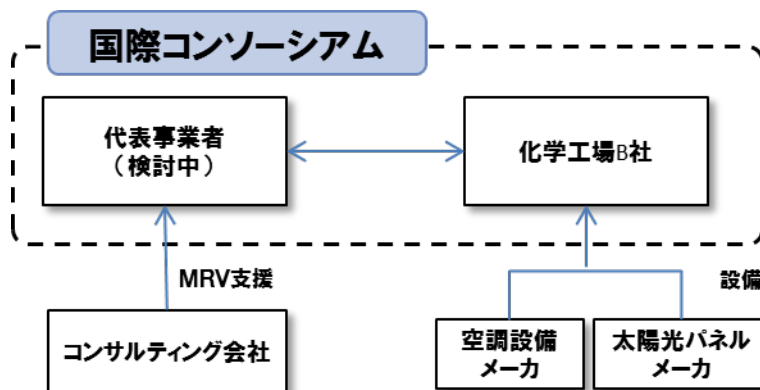 国際コンソーシアム
代表事業者
（検討中）
化学工場B社
MRV支援
設備
コンサルティング会社
空調設備
メーカ
太陽光パネル
メーカ